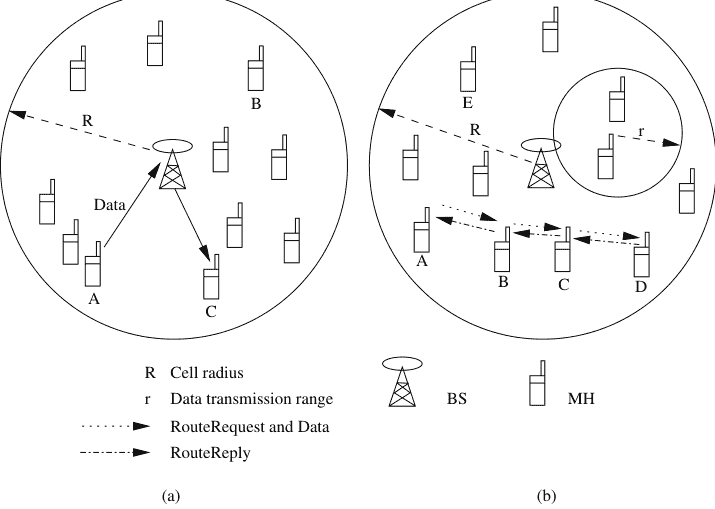 B
R
Data
A
C
E
R
r
A
B
C
D
R Cell radius
r Data transmission range
RouteRequest and Data
RouteReply
BS
MH
(a)
(b)